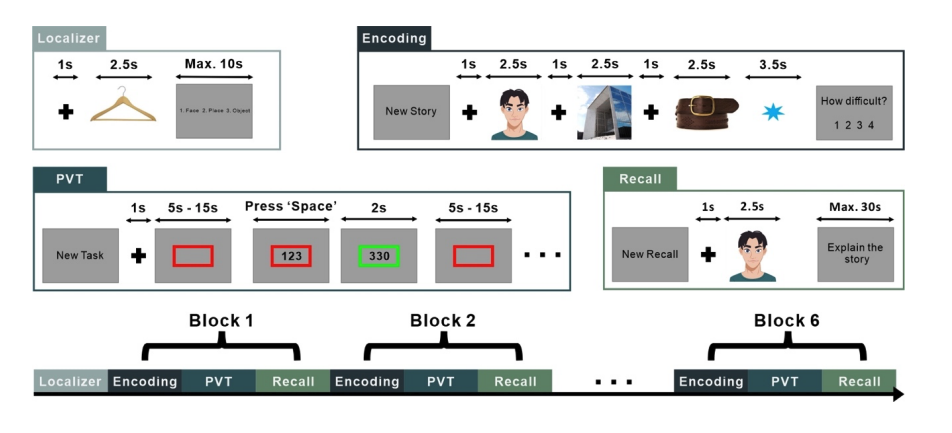 Localizer
1s 2.5s Max. 10s
1. Face 2. Place 3. Object
Encoding
1s 2.5s 1s 2.5s 1s 2.5s 3.5s
New Story
How difficult?
1 2 3 4
PVT
1s 5s - 15s Press ‘Space’ 2s 5s - 15s
New Task
123
330
. . .
Recall
1s 2.5s Max. 30s
New Recall
Explain the
story
Block 1 Block 2 Block 6
Localizer Encoding PVT Recall Encoding PVT Recall . . . Encoding PVT Recall